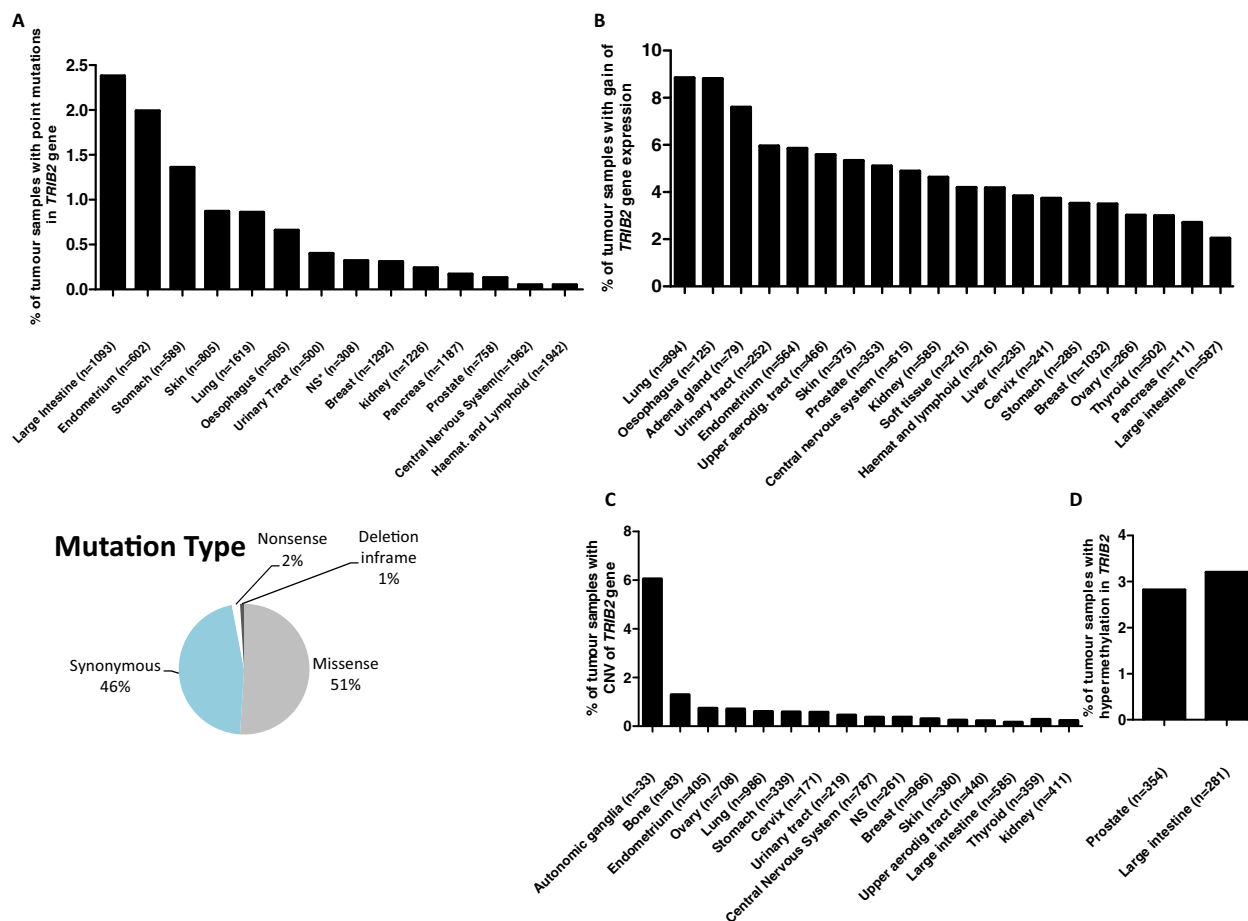 A
% of tumour samples with point mutations
in TRIB2 gene
2.5
2.0
1.5
1.0
0.5
0.0
Large Intestine (n=1093)
Endometrium (n=602)
Stomach (n=589)
Skin (n=805)
Lung (n=1619)
Oesophagus (n=605)
Urinary Tract (n=500)
NS* (n=308)
Breast (n=1292)
kidney (n=1226)
Pancreas (n=1187)
Prostate (n=758)
Central Nervous System(n=1962)
Haemat. and Lymphoid (n=1942)
B
% of tumour samples with gain of
TRIB2 gene expression
10
8
6
4
2
0
Lung (n=894)
Oesophagus (n=125)
Adrenal gland (n=79)
Urinary tract (n=252)
Endometrium (n=564)
Upper aerodig. tract (n=466)
Skin (n=375)
Prostate (n=353)
Central nervous system (n=615)
Kidney (n=585)
Soft tissue (n=215)
Haemat and lymphoid (n=216)
Liver (n=235)
Cervix (n=241)
Stomach (n=285)
Breast (n=1032)
Ovary (n=266)
Thyroid (n=502)
Pancreas (n=111)
Large intestine (n=587)
Mutation Type
Nonsense
2%
Deletion
inframe
1%
Synonymous
46%
Missense
51%
C
% of tumour samples with
CNV of TRIB2 gene
8
6
4
2
0
Autonomic ganglia (n=33)
Bone (n=83)
Endometrium (n=405)
Ovary (n=708)
Lung (n=986)
Stomach (n=339)
Cervix (n=171)
Urinary tract (n=219)
Central Nervous System (n=787)
NS (n=261)
Breast (n=966)
Skin (n=380)
Upper aerodig tract (n=440)
Large intestine (n=585)
Thyroid (n=359)
kidney (n=411)
D
% of tumour samples with
hypermethylation in TRIB2
4
3
2
1
0
Prostate (n=354)
Large intestine (n=281)